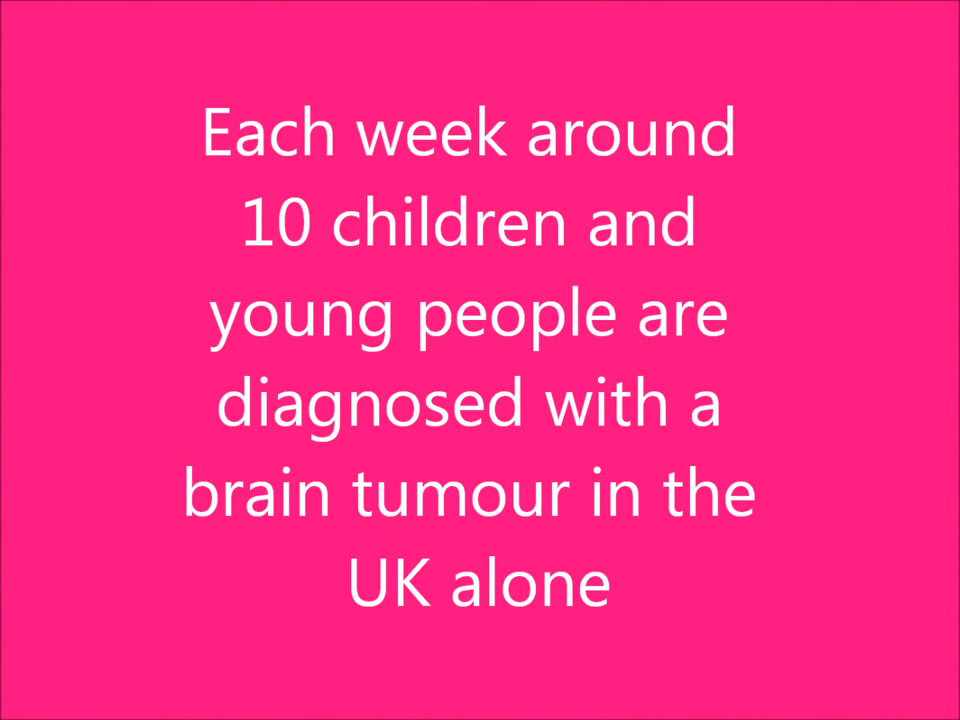 Each week around
10 children and
young people are
diagnosed with a
brain tumour in the
UK alone